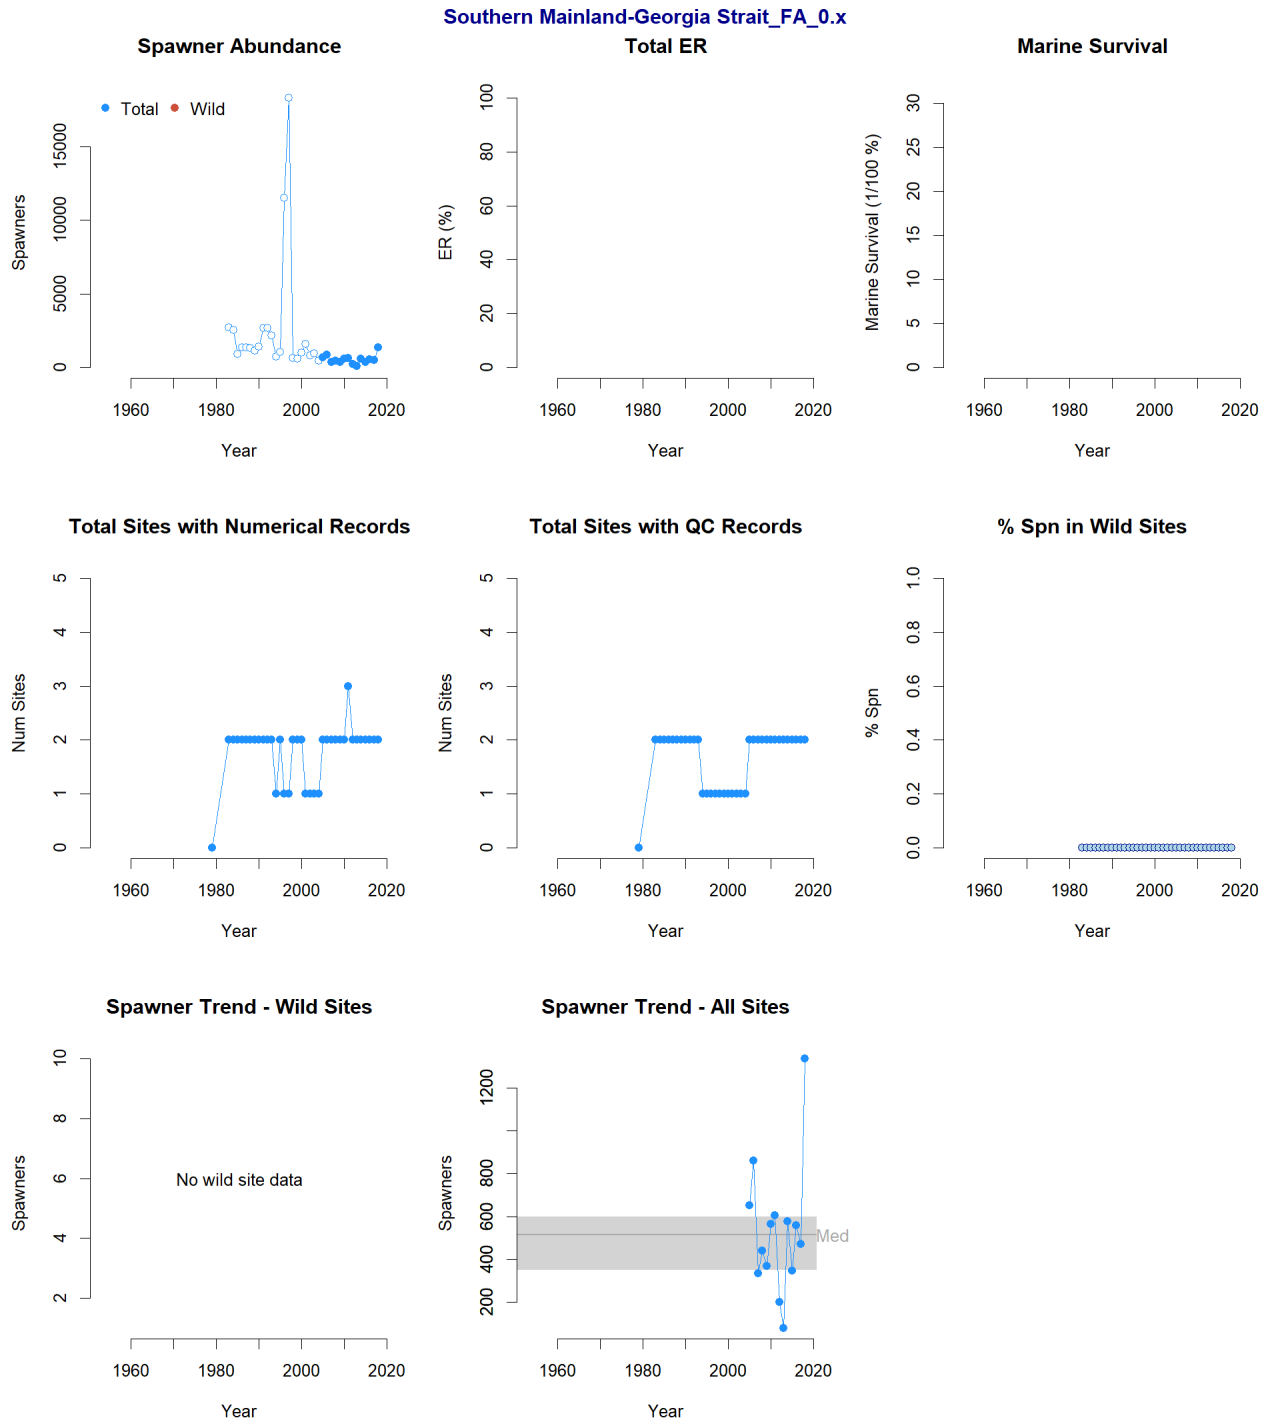 Southern Mainland-Georgia Strait_FA_0.x
Spawner Abundance
Total
Wild
Spawners
15000
10000
5000
0
1960
1980
2000
2020
Year
Total ER
ER (%)
100
80
60
40
20
0
1960
1980
2000
2020
Year
Marine Survival
Marine Survival (1/100 %)
30
25
20
15
10
5
0
1960
1980
2000
2020
Year
Total Sites with Numerical Records
Num Sites
5
4
3
2
1
0
1960
1980
2000
2020
Year
Total Sites with QC Records
Num Sites
5
4
3
2
1
0
1960
1980
2000
2020
Year
% Spn in Wild Sites
% Spn
1.0
0.8
0.6
0.4
0.2
0.0
1960
1980
2000
2020
Year
Spawner Trend - Wild Sites
Spawners
10
8
6
4
2
No wild site data
1960
1980
2000
2020
Year
Spawner Trend - All Sites
Spawners
1200
800
600
400
200
Med
1960
1980
2000
2020
Year